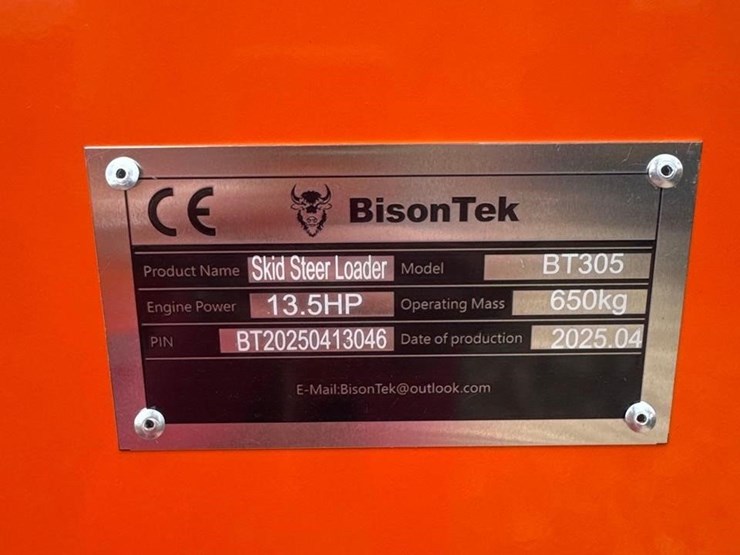 CE BisonTek
Product Name Skid Steer Loader Model BT305
Engine Power 13.5HP Operating Mass 650kg
PIN BT20250413046 Date of production 2025.04
E-Mail:BisonTek@outlook.com